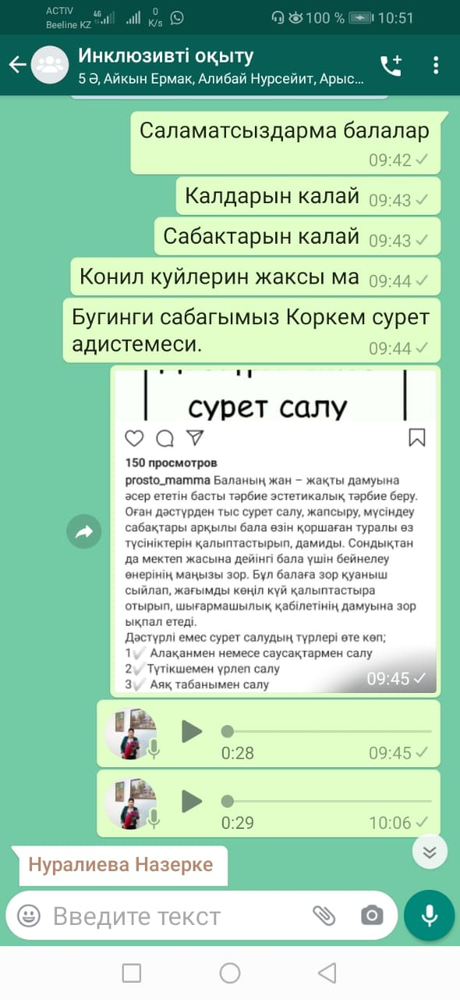 ACTIV
Beeline KZ
4G
0
K/s
100 %
10:51
Инклюзивті оқыту
5 Ә, Айкын Ермак, Алибай Нурсейит, Арыс...
Саламатсыздарма балалар
09:42
Калдарын калай 09:43
Сабактарын калай 09:43
Конил куйлерин жаксы ма 09:44
Бугинги сабагымыз Коркем сурет
адистемеси. 09:44
сурет салу
150 просмотров
prosto_mamma Баланың жан – жақты дамуына
әсер ететін басты тәрбие эстетикалық тәрбие беру.
Оған дәстүрден тыс сурет салу, жапсыру, мүсіндеу
сабақтары арқылы бала өзін қоршаған туралы өз
түсініктерін қалыптастырып, дамиды. Сондықтан
да мектеп жасына дейінгі бала үшін бейнелеу
өнерінің маңызы зор. Бұл балаға зор қуаныш
сыйлап, жағымды көңіл күй қалыптастыра
отырып, шығармашылық қабілетінің дамуына зор
ықпал етеді.
Дәстүрлі емес сурет салудың түрлері өте көп;
1✔ Алақанмен немесе саусақтармен салу
2✔ Түтікшемен үрлеп салу
3✔ Аяқ табанымен салу
09:45
0:28 09:45
0:29 10:06
Нуралиева Назерке
Введите текст